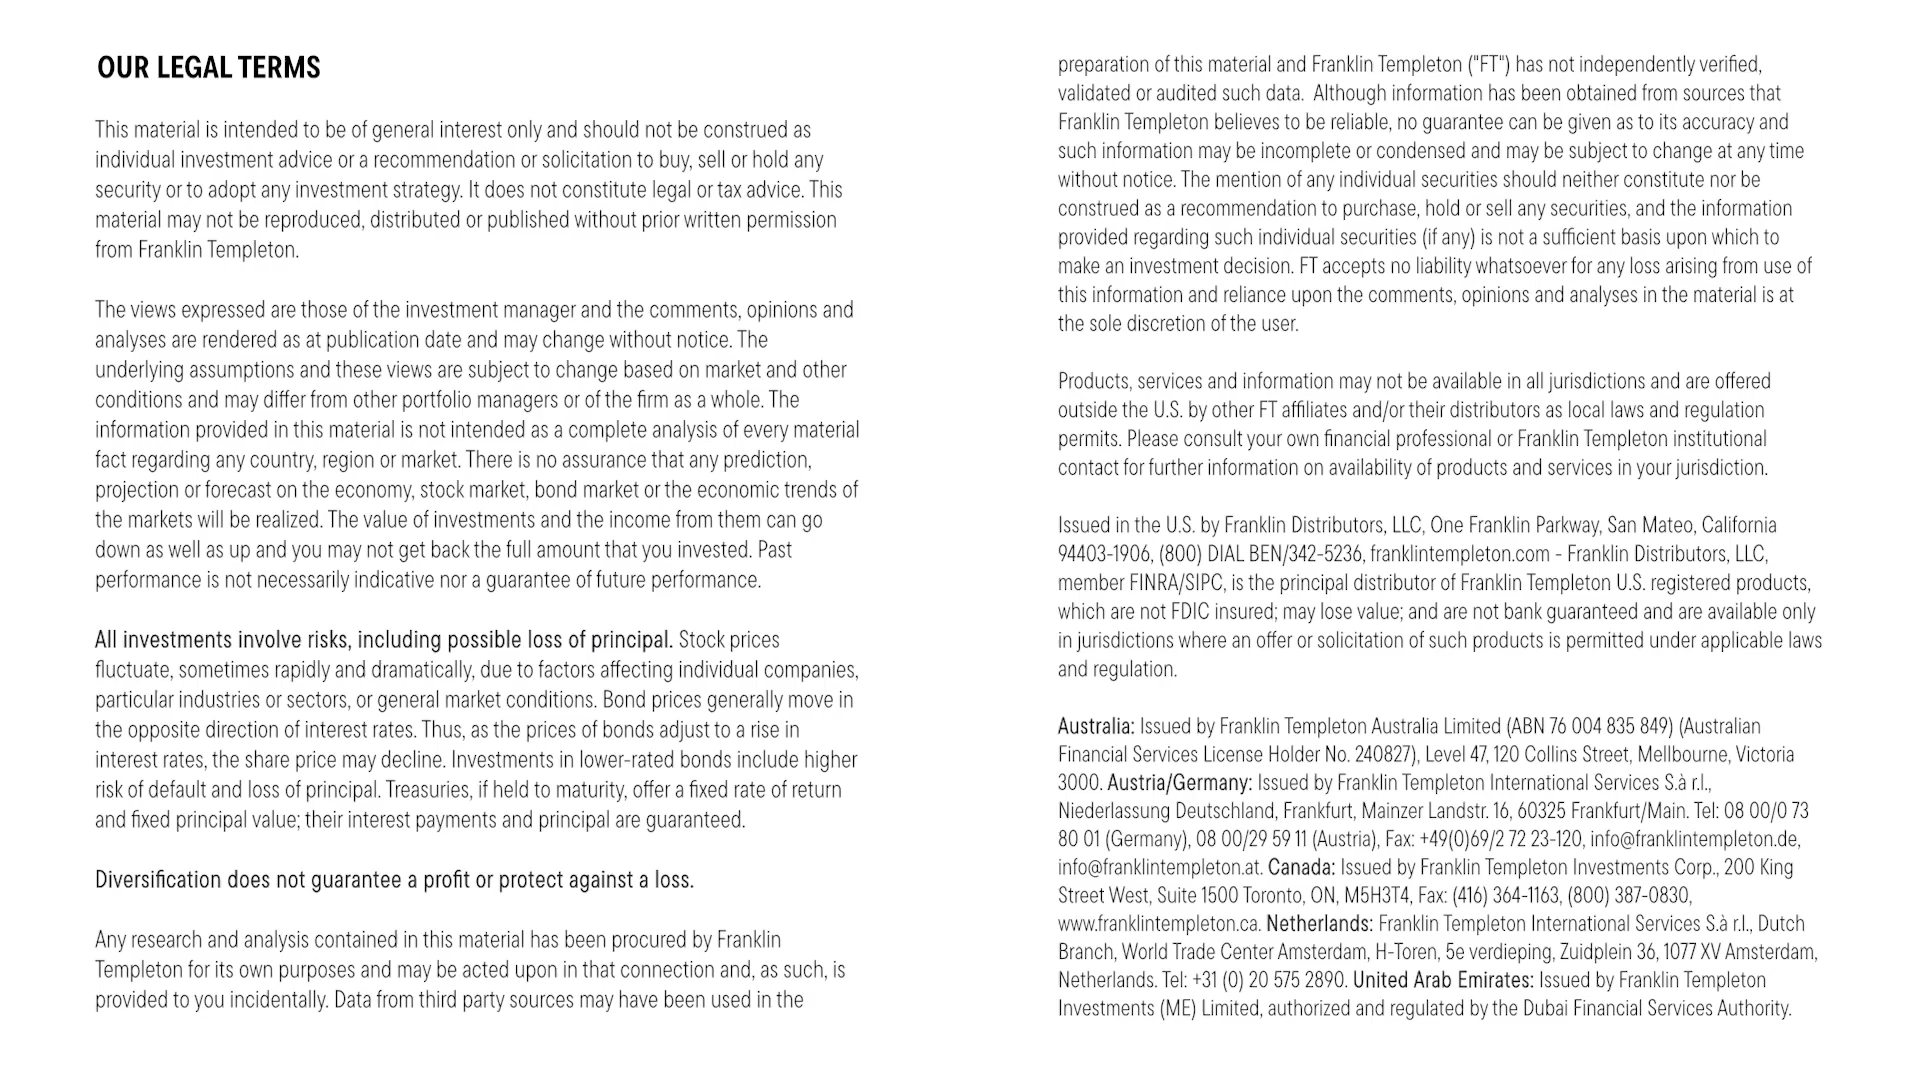 OUR LEGAL TERMS
This material is intended to be of general interest only and should not be construed as
individual investment advice or a recommendation or solicitation to buy, sell or hold any
security or to adopt any investment strategy. It does not constitute legal or tax advice. This
material may not be reproduced, distributed or published without prior written permission
from Franklin Templeton.
The views expressed are those of the investment manager and the comments, opinions and
analyses are rendered as at publication date and may change without notice. The
underlying assumptions and these views are subject to change based on market and other
conditions and may differ from other portfolio managers or of the firm as a whole. The
information provided in this material is not intended as a complete analysis of every material
fact regarding any country, region or market. There is no assurance that any prediction,
projection or forecast on the economy, stock market, bond market or the economic trends of
the markets will be realized. The value of investments and the income from them can go
down as well as up and you may not get back the full amount that you invested. Past
performance is not necessarily indicative nor a guarantee of future performance.
All investments involve risks, including possible loss of principal. Stock prices
fluctuate, sometimes rapidly and dramatically, due to factors affecting individual companies,
particular industries or sectors, or general market conditions. Bond prices generally move in
the opposite direction of interest rates. Thus, as the prices of bonds adjust to a rise in
interest rates, the share price may decline. Investments in lower-rated bonds include higher
risk of default and loss of principal. Treasuries, if held to maturity, offer a fixed rate of return
and fixed principal value; their interest payments and principal are guaranteed.
Diversification does not guarantee a profit or protect against a loss.
Any research and analysis contained in this material has been procured by Franklin
Templeton for its own purposes and may be acted upon in that connection and, as such, is
provided to you incidentally. Data from third party sources may have been used in the
preparation of this material and Franklin Templeton ("FT") has not independently verified,
validated or audited such data.  Although information has been obtained from sources that
Franklin Templeton believes to be reliable, no guarantee can be given as to its accuracy and
such information may be incomplete or condensed and may be subject to change at any time
without notice. The mention of any individual securities should neither constitute nor be
construed as a recommendation to purchase, hold or sell any securities, and the information
provided regarding such individual securities (if any) is not a sufficient basis upon which to
make an investment decision. FT accepts no liability whatsoever for any loss arising from use of
this information and reliance upon the comments, opinions and analyses in the material is at
the sole discretion of the user.
Products, services and information may not be available in all jurisdictions and are offered
outside the U.S. by other FT affiliates and/or their distributors as local laws and regulation
permits. Please consult your own financial professional or Franklin Templeton institutional
contact for further information on availability of products and services in your jurisdiction.
Issued in the U.S. by Franklin Distributors, LLC, One Franklin Parkway, San Mateo, California
94403-1906, (800) DIAL BEN/342-5236, franklintempleton.com - Franklin Distributors, LLC,
member FINRA/SIPC, is the principal distributor of Franklin Templeton U.S. registered products,
which are not FDIC insured; may lose value; and are not bank guaranteed and are available only
in jurisdictions where an offer or solicitation of such products is permitted under applicable laws
and regulation.
Australia: Issued by Franklin Templeton Australia Limited (ABN 76 004 835 849) (Australian
Financial Services License Holder No. 240827), Level 47, 120 Collins Street, Mellbourne, Victoria
3000. Austria/Germany: Issued by Franklin Templeton International Services S.à r.l.,
Niederlassung Deutschland, Frankfurt, Mainzer Landstr. 16, 60325 Frankfurt/Main. Tel: 08 00/0 73
80 01 (Germany), 08 00/29 59 11 (Austria), Fax: +49(0)69/2 72 23-120, info@franklintempleton.de,
info@franklintempleton.at. Canada: Issued by Franklin Templeton Investments Corp., 200 King
Street West, Suite 1500 Toronto, ON, M5H3T4, Fax: (416) 364-1163, (800) 387-0830,
www.franklintempleton.ca. Netherlands: Franklin Templeton International Services S.à r.l., Dutch
Branch, World Trade Center Amsterdam, H-Toren, 5e verdieping, Zuidplein 36, 1077 XV Amsterdam,
Netherlands. Tel: +31 (0) 20 575 2890. United Arab Emirates: Issued by Franklin Templeton
Investments (ME) Limited, authorized and regulated by the Dubai Financial Services Authority.